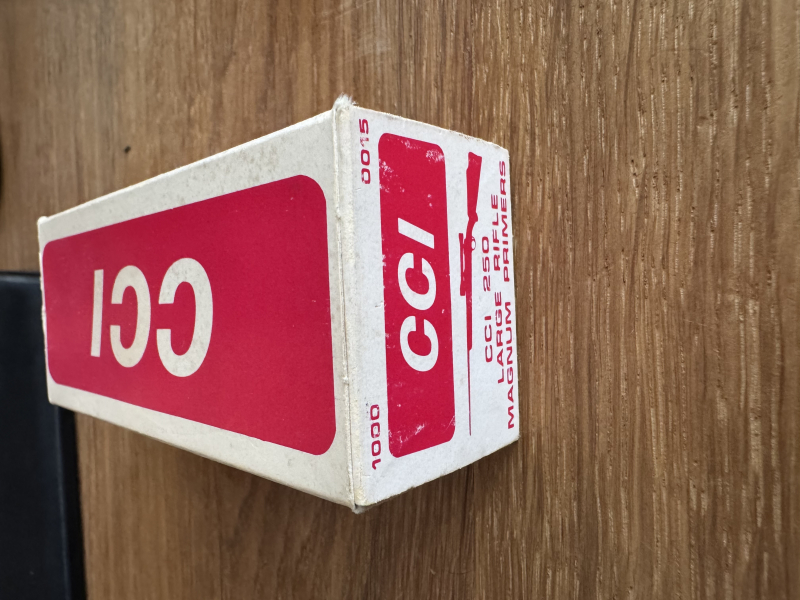 CCI
1000 0015
CCI
CCI 250
LARGE RIFLE
MAGNUM PRIMERS